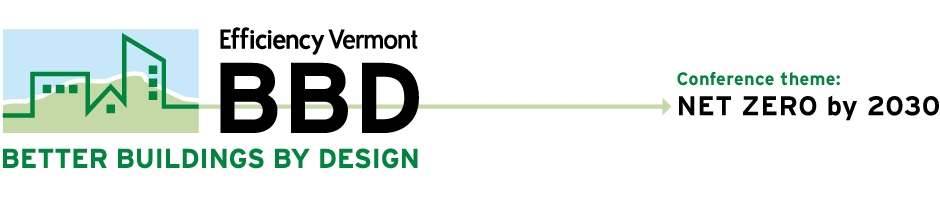 Efficiency Vermont
BBD
BETTER BUILDINGS BY DESIGN
Conference theme:
NET ZERO by 2030